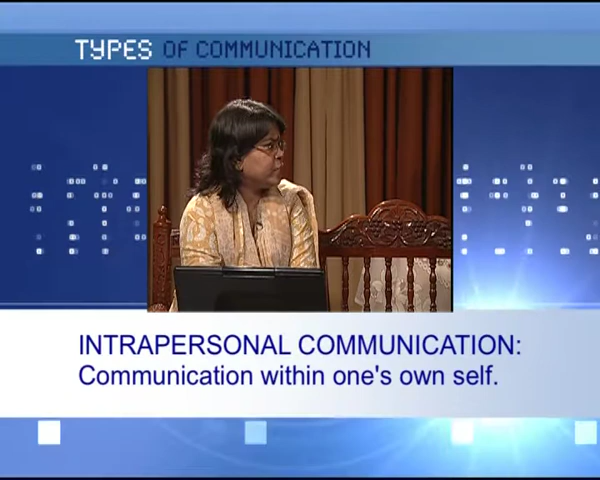 TYPES OF COMMUNICATION
INTRAPERSONAL COMMUNICATION:
Communication within one's own self.